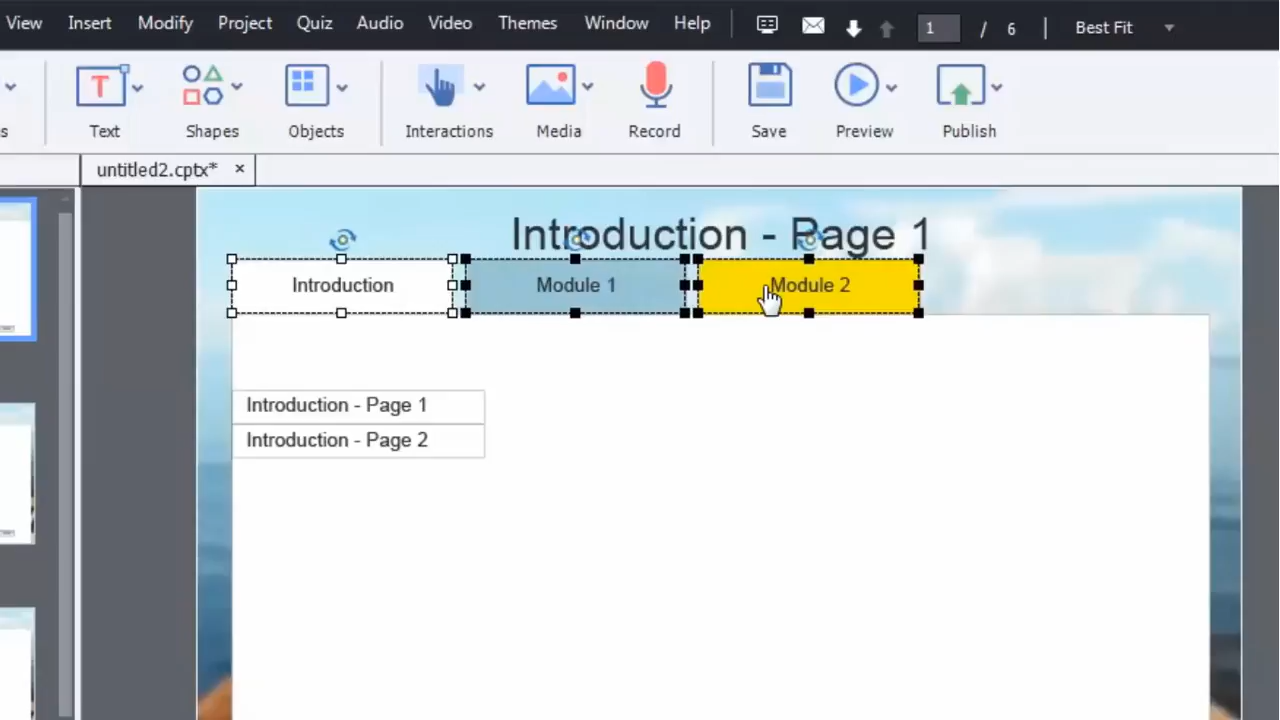 View Insert Modify Project Quiz Audio Video Themes Window Help 1 / 6 Best Fit
s Text Shapes Objects Interactions Media Record Save Preview Publish
untitled2.cptx* ×
Introduction - Page 1
Introduction Module 1 Module 2
Introduction - Page 1
Introduction - Page 2